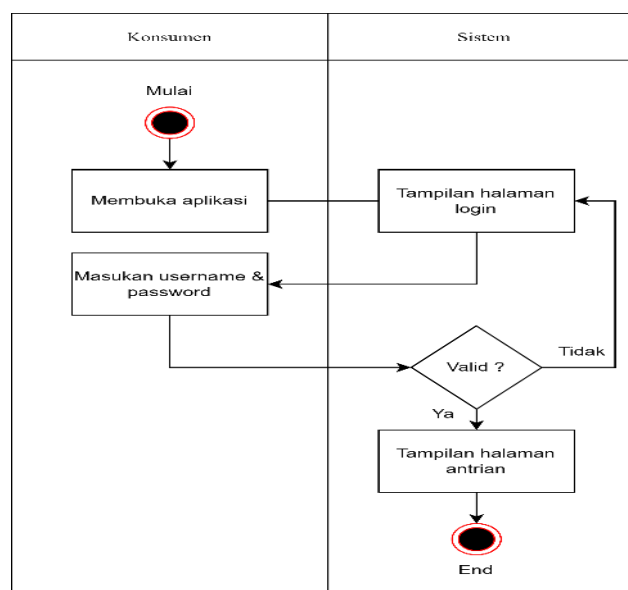 Konsumen
Sistem
Mulai
Membuka aplikasi
Tampilan halaman
login
Masukan username &
password
Valid ?
Tidak
Ya
Tampilan halaman
antrian
End